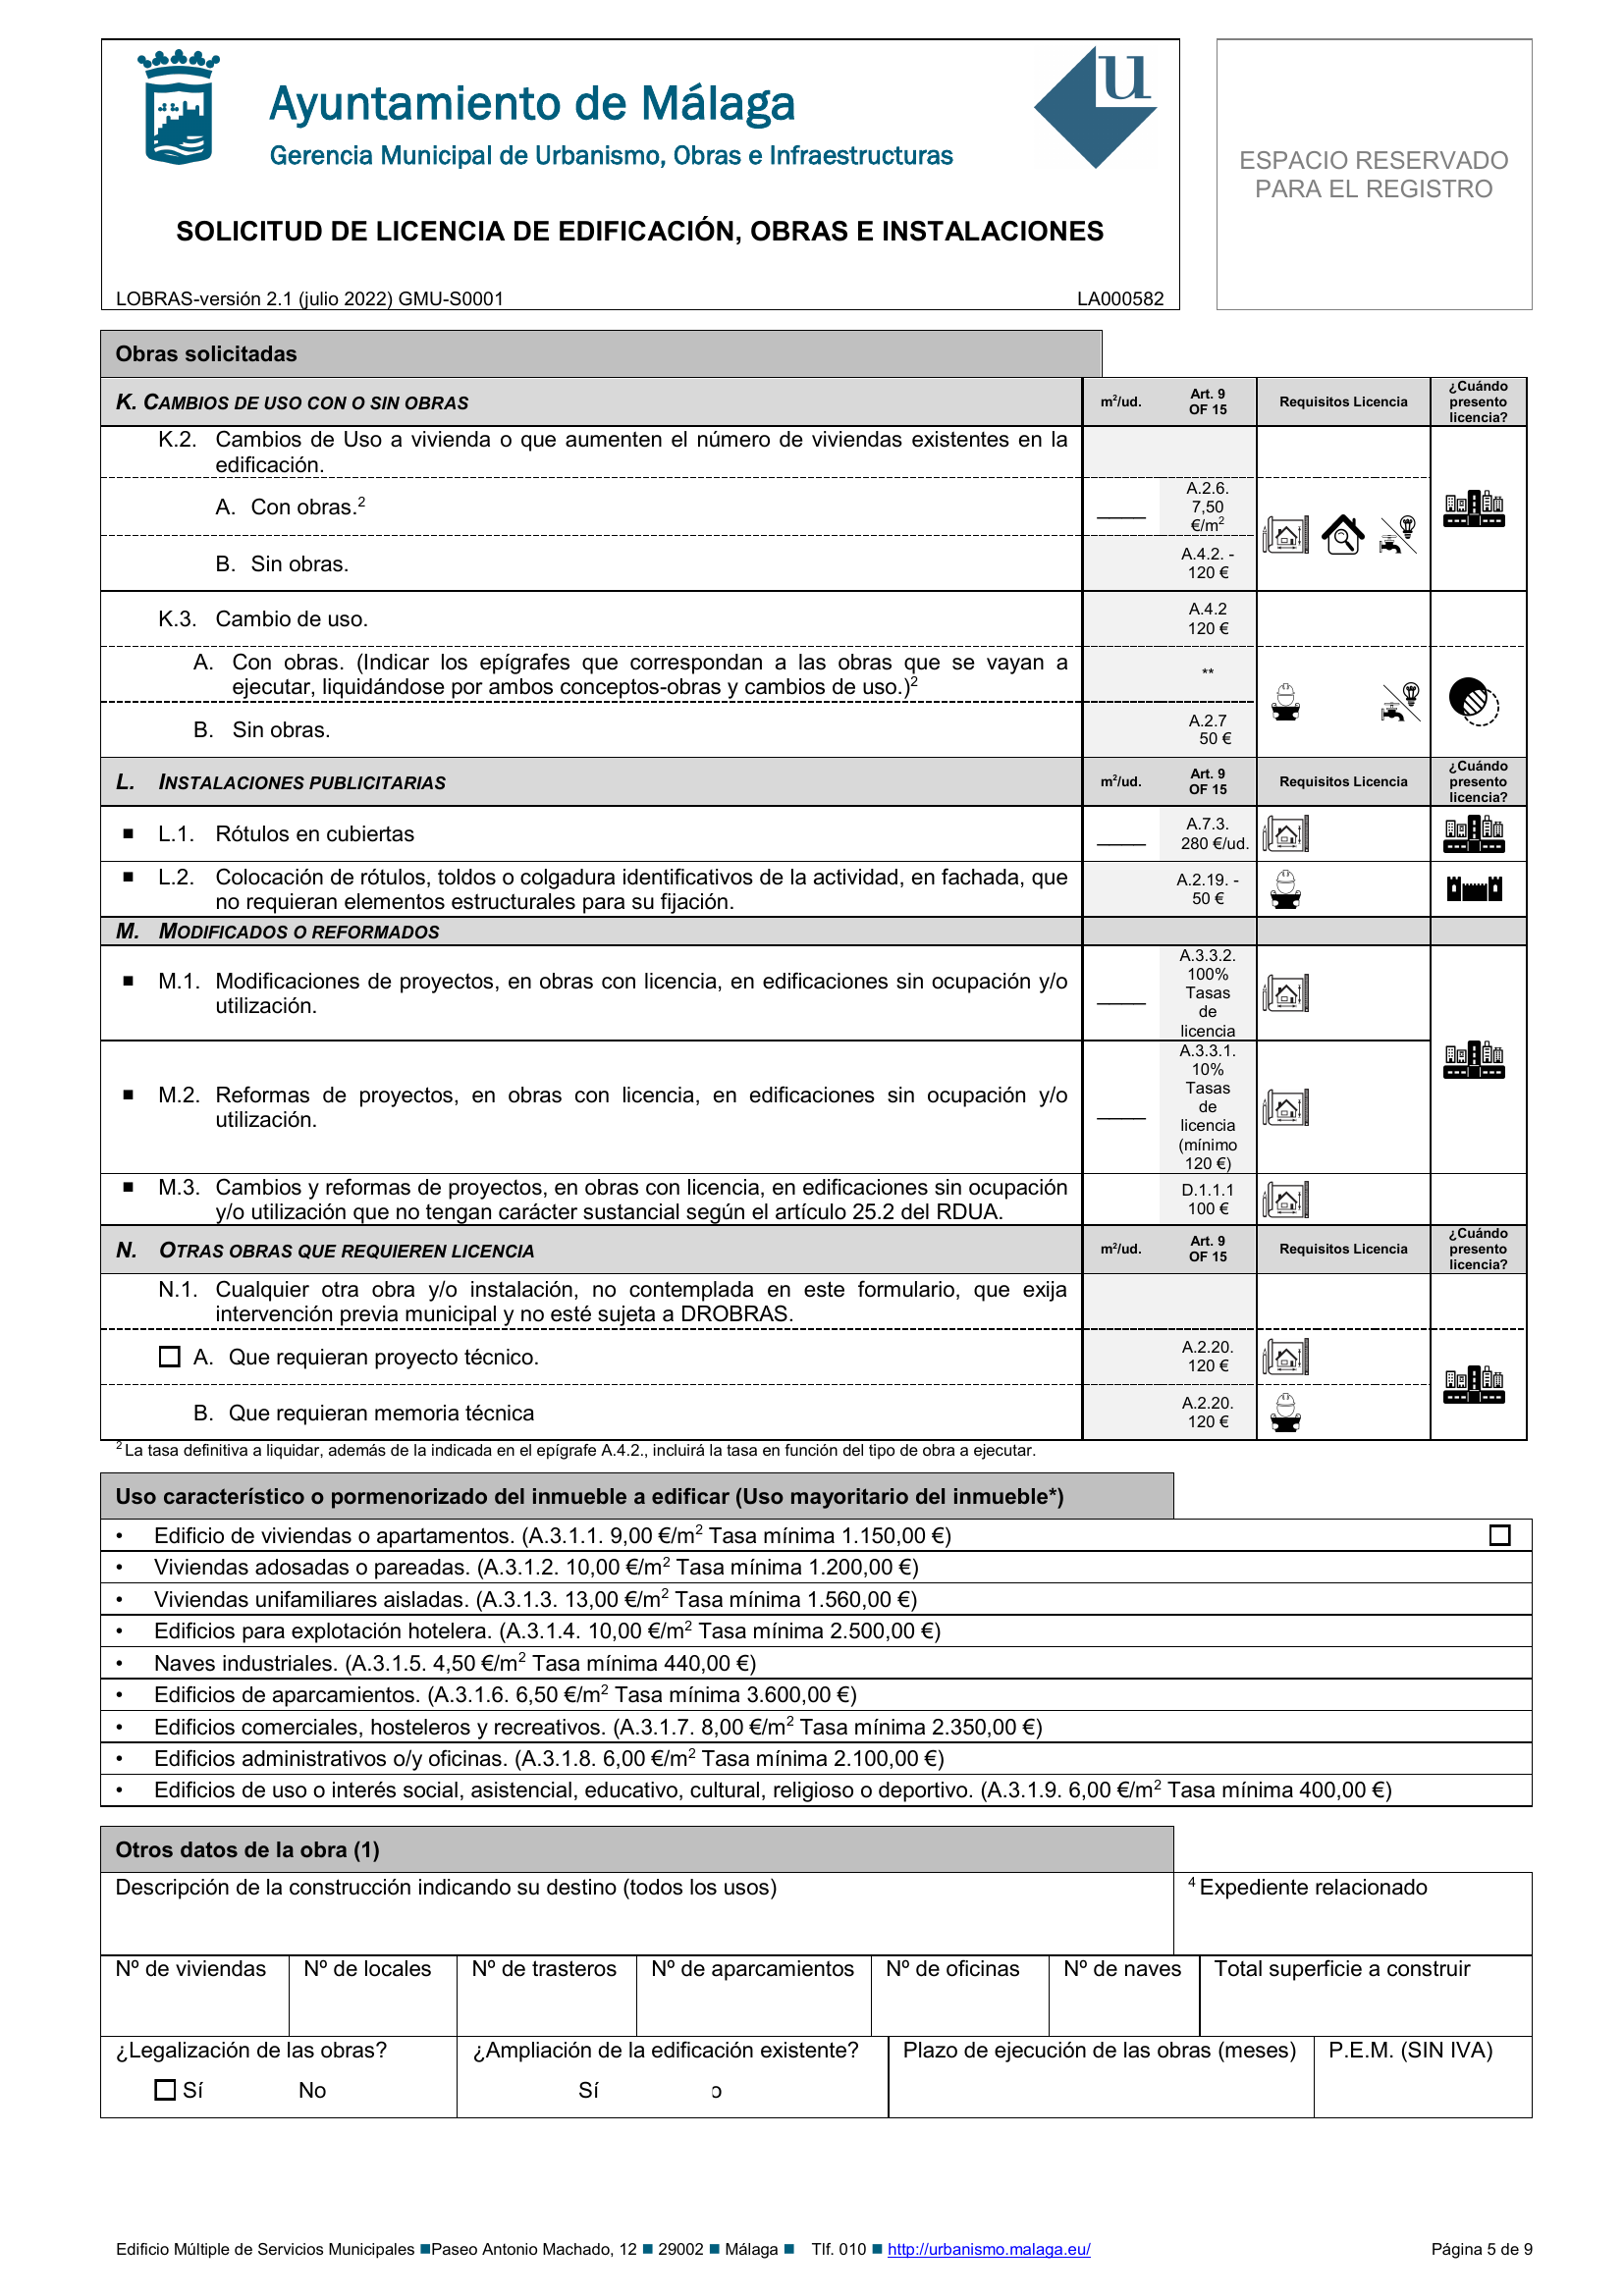 Ayuntamiento de Málaga
Gerencia Municipal de Urbanismo, Obras e Infraestructuras
u
ESPACIO RESERVADO
PARA EL REGISTRO
SOLICITUD DE LICENCIA DE EDIFICACIÓN, OBRAS E INSTALACIONES
LOBRAS-versión 2.1 (julio 2022) GMU-S0001 LA000582
Obras solicitadas
K. CAMBIOS DE USO CON O SIN OBRAS m²/ud. Art. 9 OF 15 Requisitos Licencia ¿Cuándo presento licencia?
K.2. Cambios de Uso a vivienda o que aumenten el número de viviendas existentes en la
edificación.
A. Con obras.² ____ A.2.6. 7,50 €/m²
B. Sin obras. A.4.2. - 120 €
K.3. Cambio de uso. A.4.2 120 €
A. Con obras. (Indicar los epígrafes que correspondan a las obras que se vayan a
ejecutar, liquidándose por ambos conceptos-obras y cambios de uso.)² **
B. Sin obras. A.2.7 50 €
L. INSTALACIONES PUBLICITARIAS m²/ud. Art. 9 OF 15 Requisitos Licencia ¿Cuándo presento licencia?
▪ L.1. Rótulos en cubiertas ____ A.7.3. 280 €/ud.
▪ L.2. Colocación de rótulos, toldos o colgadura identificativos de la actividad, en fachada, que
no requieran elementos estructurales para su fijación. A.2.19. - 50 €
M. MODIFICADOS O REFORMADOS
▪ M.1. Modificaciones de proyectos, en obras con licencia, en edificaciones sin ocupación y/o
utilización. ____ A.3.3.2. 100% Tasas de licencia
▪ M.2. Reformas de proyectos, en obras con licencia, en edificaciones sin ocupación y/o
utilización. ____ A.3.3.1. 10% Tasas de licencia (mínimo 120 €)
▪ M.3. Cambios y reformas de proyectos, en obras con licencia, en edificaciones sin ocupación
y/o utilización que no tengan carácter sustancial según el artículo 25.2 del RDUA. D.1.1.1 100 €
N. OTRAS OBRAS QUE REQUIEREN LICENCIA m²/ud. Art. 9 OF 15 Requisitos Licencia ¿Cuándo presento licencia?
N.1. Cualquier otra obra y/o instalación, no contemplada en este formulario, que exija
intervención previa municipal y no esté sujeta a DROBRAS.
☐ A. Que requieran proyecto técnico. A.2.20. 120 €
B. Que requieran memoria técnica A.2.20. 120 €
² La tasa definitiva a liquidar, además de la indicada en el epígrafe A.4.2., incluirá la tasa en función del tipo de obra a ejecutar.
Uso característico o pormenorizado del inmueble a edificar (Uso mayoritario del inmueble*)
• Edificio de viviendas o apartamentos. (A.3.1.1. 9,00 €/m² Tasa mínima 1.150,00 €) ☐
• Viviendas adosadas o pareadas. (A.3.1.2. 10,00 €/m² Tasa mínima 1.200,00 €)
• Viviendas unifamiliares aisladas. (A.3.1.3. 13,00 €/m² Tasa mínima 1.560,00 €)
• Edificios para explotación hotelera. (A.3.1.4. 10,00 €/m² Tasa mínima 2.500,00 €)
• Naves industriales. (A.3.1.5. 4,50 €/m² Tasa mínima 440,00 €)
• Edificios de aparcamientos. (A.3.1.6. 6,50 €/m² Tasa mínima 3.600,00 €)
• Edificios comerciales, hosteleros y recreativos. (A.3.1.7. 8,00 €/m² Tasa mínima 2.350,00 €)
• Edificios administrativos o/y oficinas. (A.3.1.8. 6,00 €/m² Tasa mínima 2.100,00 €)
• Edificios de uso o interés social, asistencial, educativo, cultural, religioso o deportivo. (A.3.1.9. 6,00 €/m² Tasa mínima 400,00 €)
Otros datos de la obra (1)
Descripción de la construcción indicando su destino (todos los usos) ⁴ Expediente relacionado
Nº de viviendas Nº de locales Nº de trasteros Nº de aparcamientos Nº de oficinas Nº de naves Total superficie a construir
¿Legalización de las obras? ¿Ampliación de la edificación existente? Plazo de ejecución de las obras (meses) P.E.M. (SIN IVA)
☐ Sí No Sí o
Edificio Múltiple de Servicios Municipales ■Paseo Antonio Machado, 12 ■ 29002 ■ Málaga ■ Tlf. 010 ■ http://urbanismo.malaga.eu/ Página 5 de 9